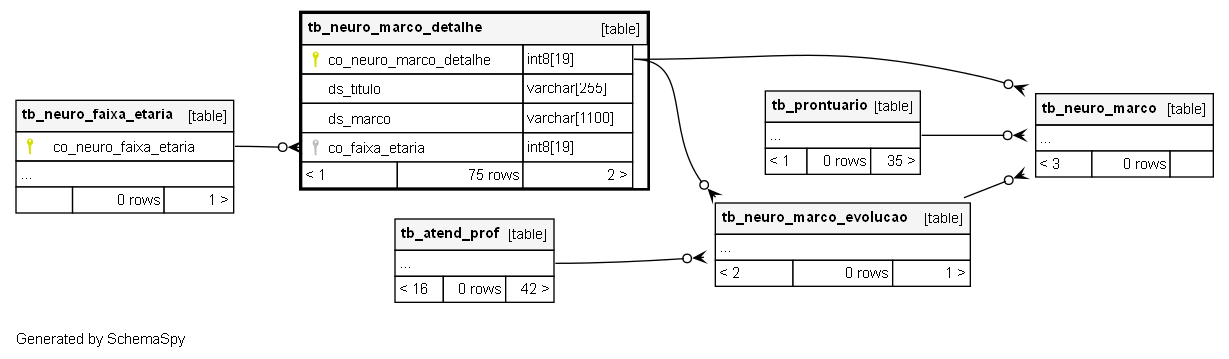 tb_neuro_marco_detalhe [table]
co_neuro_marco_detalhe int8[19]
ds_titulo varchar[255]
ds_marco varchar[1100]
co_faixa_etaria int8[19]
< 1 75 rows 2 >
tb_neuro_faixa_etaria [table]
co_neuro_faixa_etaria
...
0 rows 1 >
tb_prontuario [table]
...
< 1 0 rows 35 >
tb_neuro_marco [table]
...
< 3 0 rows
tb_atend_prof [table]
...
< 16 0 rows 42 >
tb_neuro_marco_evolucao [table]
...
< 2 0 rows 1 >
Generated by SchemaSpy